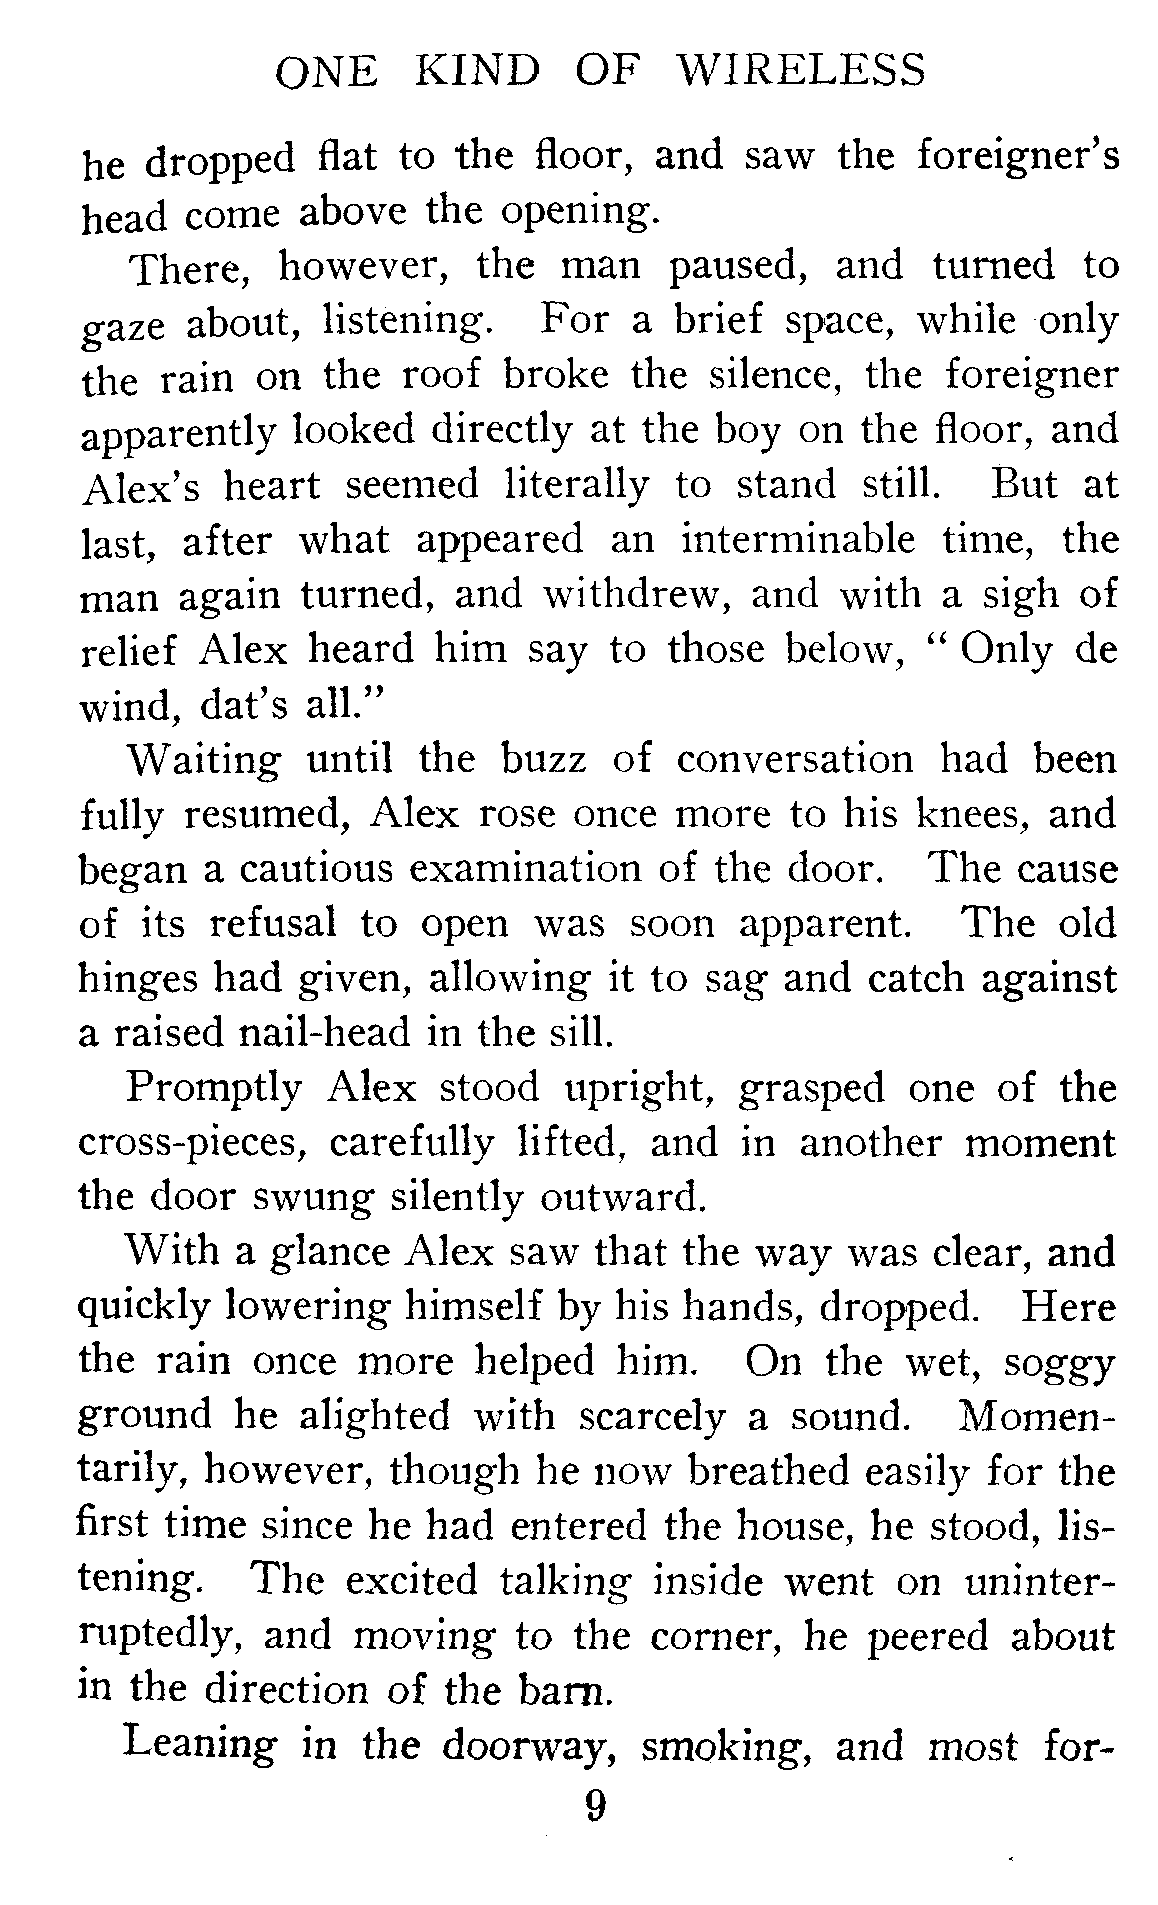 ONE KIND OF WIRELESS
he dropped flat to the floor, and saw the foreigner's
head come above the opening.
There, however, the man paused, and turned to
gaze about, listening. For a brief space, while only
the rain on the roof broke the silence, the foreigner
apparently looked directly at the boy on the floor, and
Alex's heart seemed literally to stand still. But at
last, after what appeared an interminable time, the
man again turned, and withdrew, and with a sigh of
relief Alex heard him say to those below, " Only de
wind, dat's all."
Waiting until the buzz of conversation had been
fully resumed, Alex rose once more to his knees, and
began a cautious examination of the door. The cause
of its refusal to open was soon apparent. The old
hinges had given, allowing it to sag and catch against
a raised nail-head in the sill.
Promptly Alex stood upright, grasped one of the
cross-pieces, carefully lifted, and in another moment
the door swung silently outward.
With a glance Alex saw that the way was clear, and
quickly lowering himself by his hands, dropped. Here
the rain once more helped him. On the wet, soggy
ground he alighted with scarcely a sound. Momen-
tarily, however, though he now breathed easily for the
first time since he had entered the house, he stood, lis-
tening. The excited talking inside went on uninter-
ruptedly, and moving to the corner, he peered about
in the direction of the barn.
Leaning in the doorway, smoking, and most for-
9